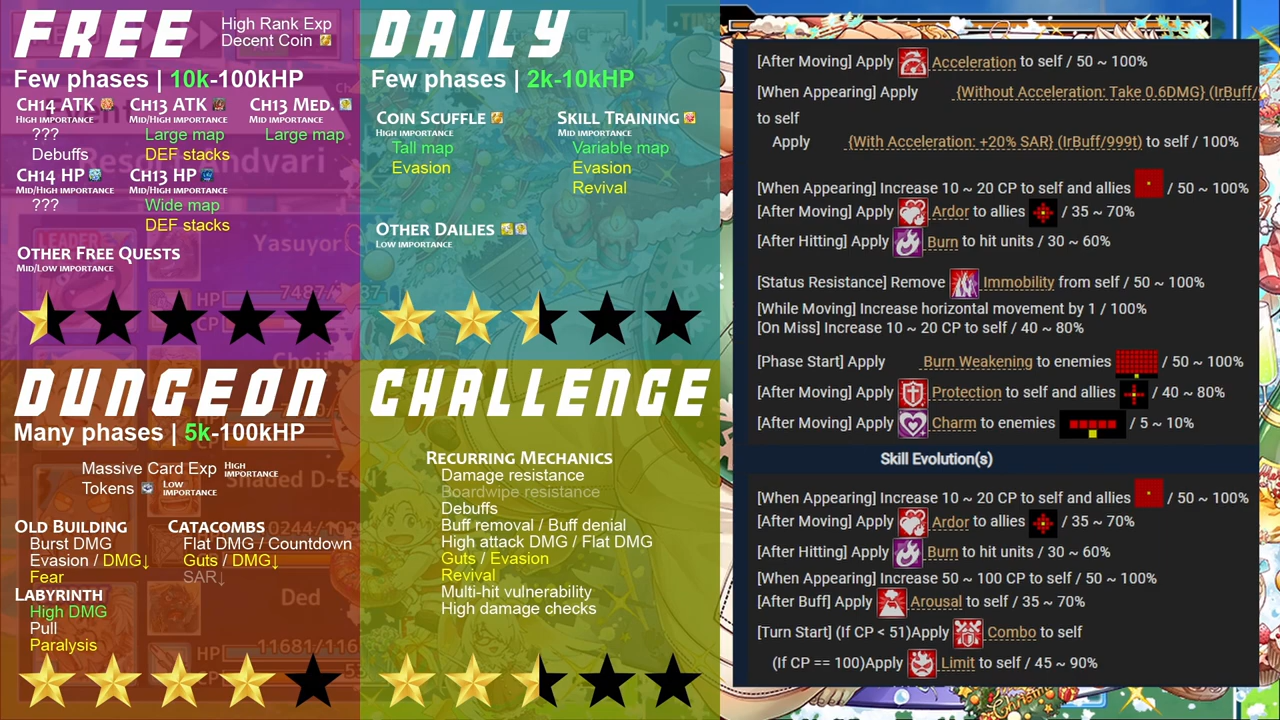 FREE
High Rank Exp
Decent Coin
Few phases | 10k-100kHP
Ch14 ATK
High importance
???
Debuffs
Ch13 ATK
Mid/High importance
Large map
DEF stacks
Ch13 Med.
Mid importance
Large map
Ch14 HP
Mid/High importance
???
Ch13 HP
Mid/High importance
Wide map
DEF stacks
Other Free Quests
Mid/Low importance
DAILY
Few phases | 2k-10kHP
Coin Scuffle
High importance
Tall map
Evasion
Skill Training
Mid importance
Variable map
Evasion
Revival
Other Dailies
Low importance
DUNGEON
Many phases | 5k-100kHP
Massive Card Exp High importance
Tokens Low importance
Old Building
Burst DMG
Evasion / DMG↓
Fear
Catacombs
Flat DMG / Countdown
Guts / DMG↓
SAR↓
Labyrinth
High DMG
Pull
Paralysis
CHALLENGE
Recurring Mechanics
Damage resistance
Boardwipe resistance
Debuffs
Buff removal / Buff denial
High attack DMG / Flat DMG
Guts / Evasion
Revival
Multi-hit vulnerability
High damage checks
LEADER
Yasuyori
HP
7487/
CP
Choji
Shaded D-E
Ded
HP
11681/116
[After Moving] Apply Acceleration to self / 50 ~ 100%
[When Appearing] Apply {Without Acceleration: Take 0.6DMG} (IrBuff/
to self
Apply {With Acceleration: +20% SAR} (IrBuff/999t) to self / 100%
[When Appearing] Increase 10 ~ 20 CP to self and allies / 50 ~ 100%
[After Moving] Apply Ardor to allies / 35 ~ 70%
[After Hitting] Apply Burn to hit units / 30 ~ 60%
[Status Resistance] Remove Immobility from self / 50 ~ 100%
[While Moving] Increase horizontal movement by 1 / 100%
[On Miss] Increase 10 ~ 20 CP to self / 40 ~ 80%
[Phase Start] Apply Burn Weakening to enemies / 50 ~ 100%
[After Moving] Apply Protection to self and allies / 40 ~ 80%
[After Moving] Apply Charm to enemies / 5 ~ 10%
Skill Evolution(s)
[When Appearing] Increase 10 ~ 20 CP to self and allies / 50 ~ 100%
[After Moving] Apply Ardor to allies / 35 ~ 70%
[After Hitting] Apply Burn to hit units / 30 ~ 60%
[When Appearing] Increase 50 ~ 100 CP to self / 50 ~ 100%
[After Buff] Apply Arousal to self / 35 ~ 70%
[Turn Start] (If CP < 51)Apply Combo to self
(If CP == 100)Apply Limit to self / 45 ~ 90%